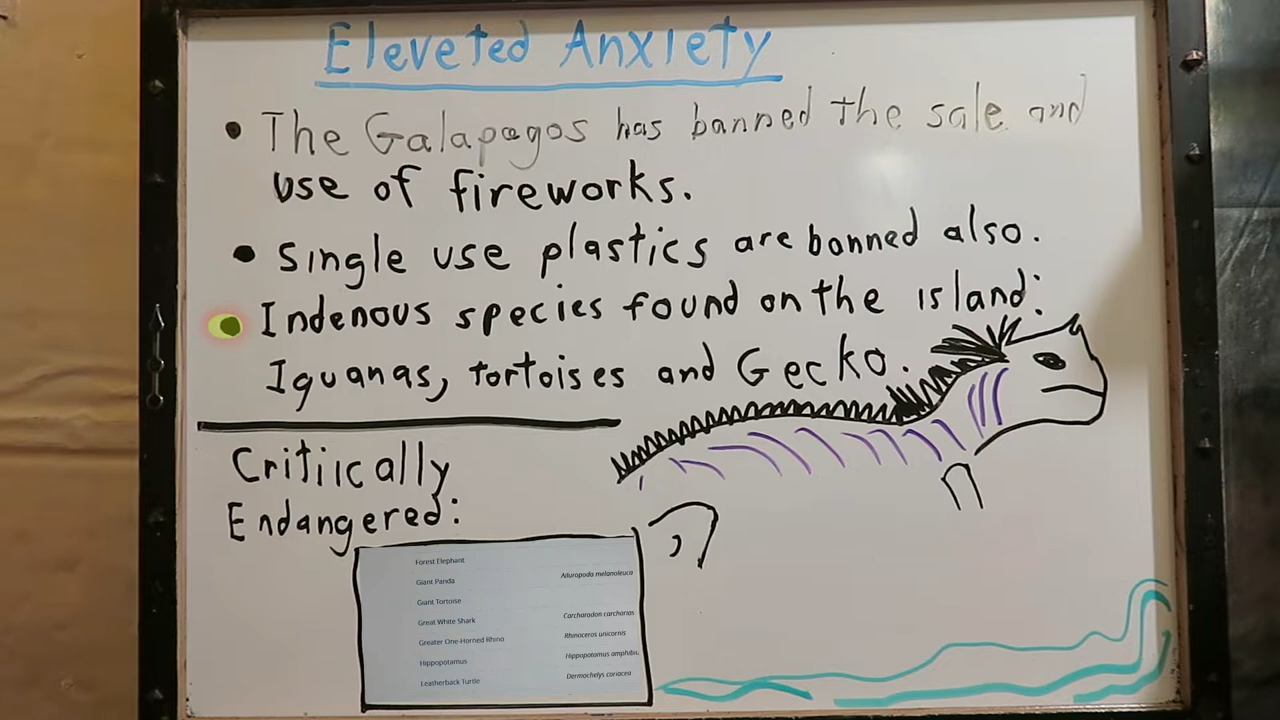 Eleveted Anxiety
• The Galapagos has banned the sale and
use of fireworks.
• Single use plastics are banned also.
Indenous species found on the island:
Iguanas, tortoises and Gecko.
Critiically
Endangered:
Forest Elephant
Giant Panda Ailuropoda melanoleuca
Giant Tortoise
Great White Shark Carcharodon carcharias
Greater One-Horned Rhino Rhinoceros unicornis
Hippopotamus Hippopotamus amphibiu
Leatherback Turtle Dermochelys coriacea